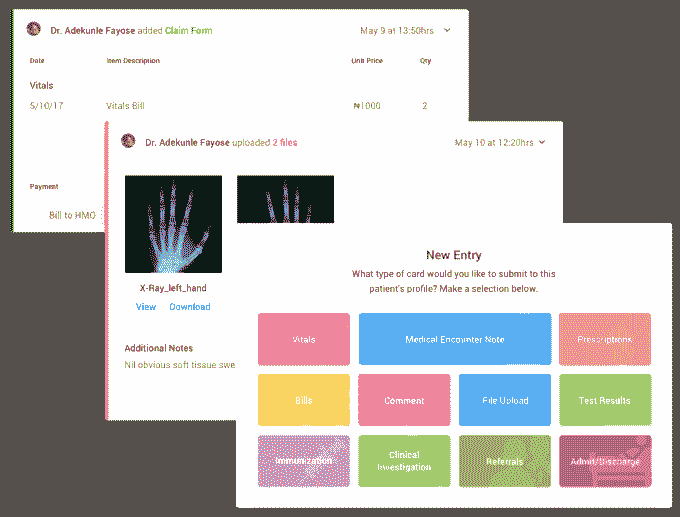 Dr. Adekunle Fayose added Claim Form May 9 at 13:50hrs
Date Item Description Unit Price Qty
Vitals
5/10/17 Vitals Bill ₦1000 2
Payment
Bill to HMO
Dr. Adekunle Fayose uploaded 2 files May 10 at 12:20hrs
X-Ray_left_hand
View Download
Additional Notes
Nil obvious soft tissue swe
New Entry
What type of card would you like to submit to this
patient's profile? Make a selection below.
Vitals Medical Encounter Note Prescriptions
Bills Comment File Upload Test Results
Immunization Clinical
Investigation Referrals Admit/Discharge